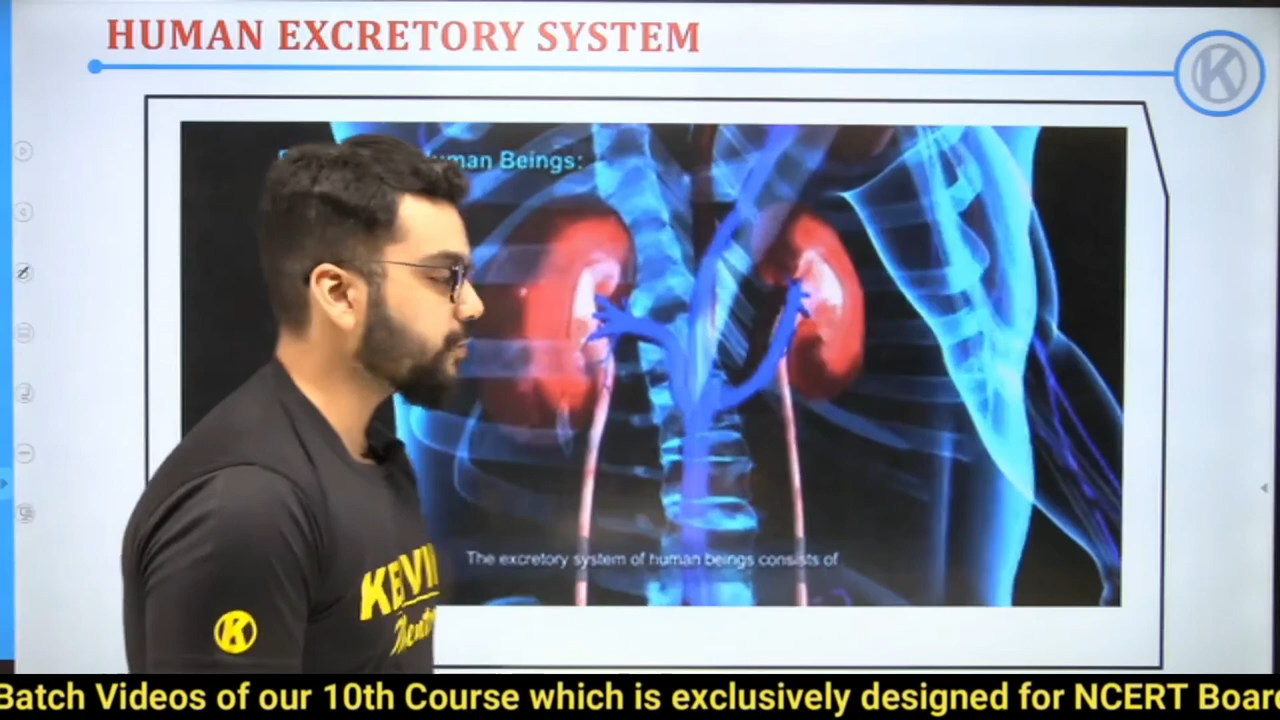 HUMAN EXCRETORY SYSTEM
K
uman Beings:
The excretory system of human beings consists of
KEVIN
K
Batch Videos of our 10th Course which is exclusively designed for NCERT Boar